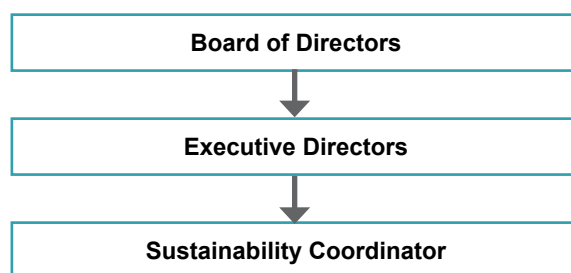 Board of Directors
Executive Directors
Sustainability Coordinator